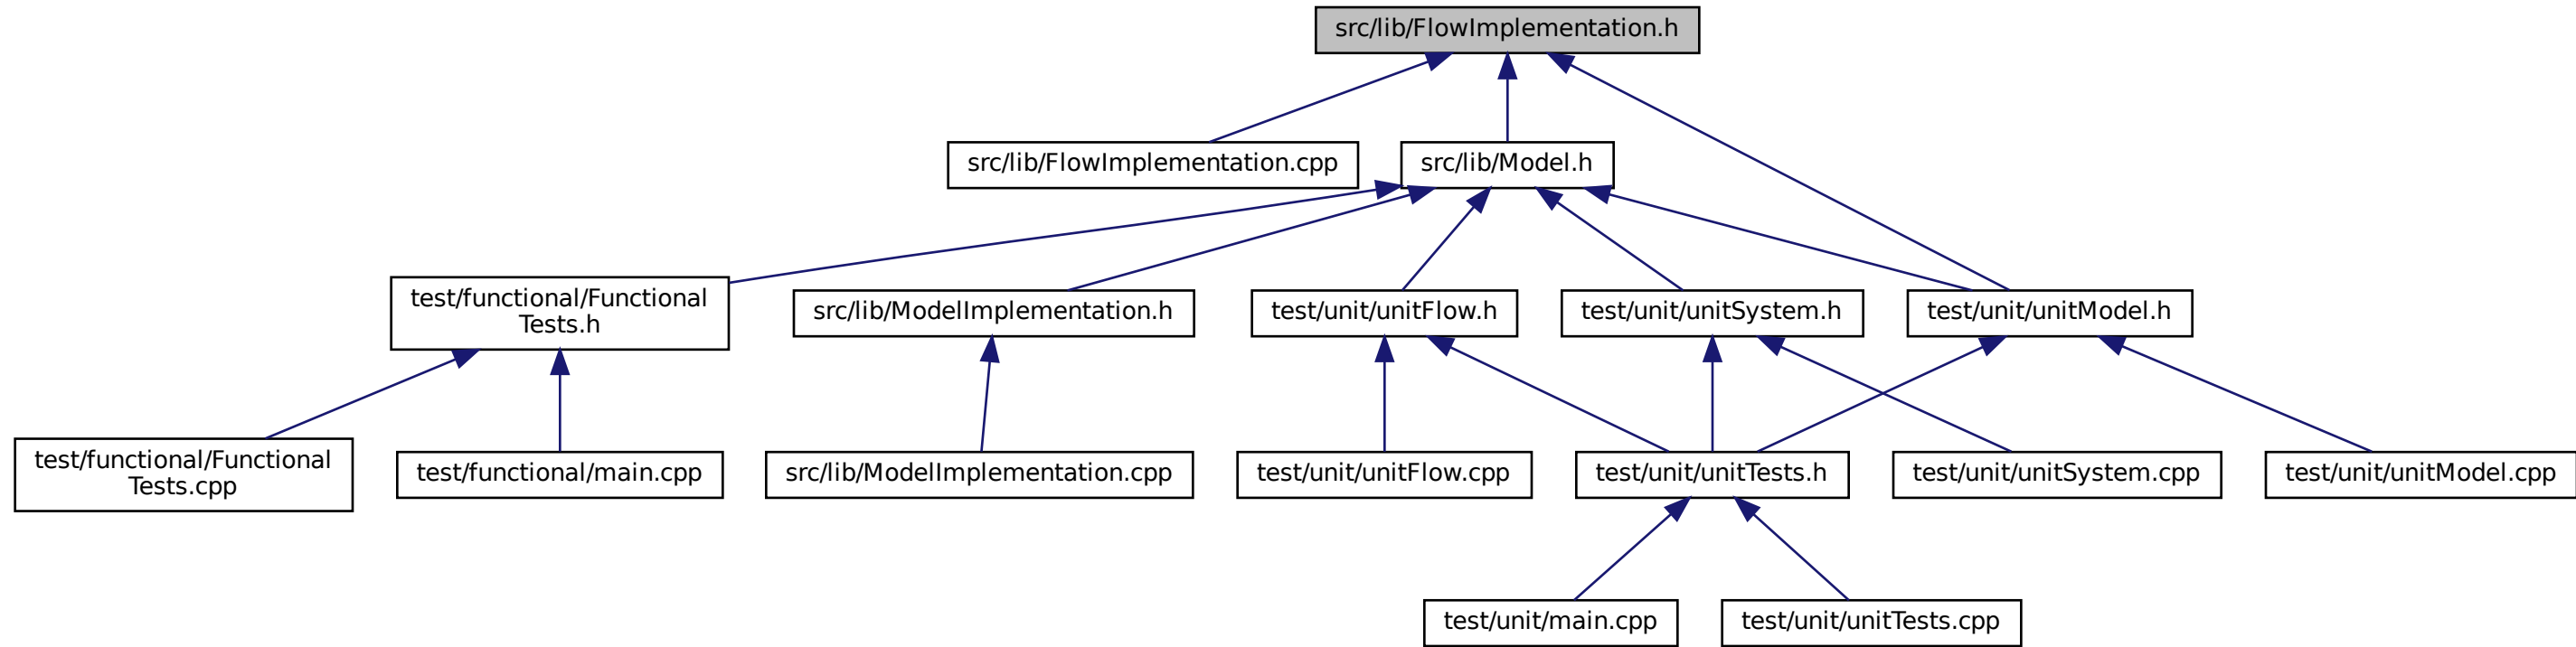 src/lib/FlowImplementation.h
src/lib/FlowImplementation.cpp
src/lib/Model.h
test/functional/Functional
Tests.h
src/lib/ModelImplementation.h
test/unit/unitFlow.h
test/unit/unitSystem.h
test/unit/unitModel.h
test/functional/Functional
Tests.cpp
test/functional/main.cpp
src/lib/ModelImplementation.cpp
test/unit/unitFlow.cpp
test/unit/unitTests.h
test/unit/unitSystem.cpp
test/unit/unitModel.cpp
test/unit/main.cpp
test/unit/unitTests.cpp